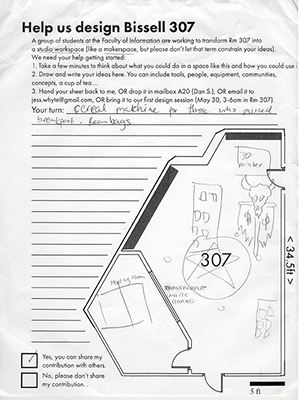 Help us design Bissell 307
A group of students at the Faculty of Information are working to transform Rm 307 into
a studio workspace (like a makerspace, but please don't let that term constrain your ideas).
We need your help getting started:
1. Take a few minutes to think about what you could do in a space like this and how you could use i
2. Draw and write your ideas here. You can include tools, people, equipment, communities,
concepts, a cup of tea...
3. Hand your sheet back to me, OR drop it in mailbox A20 (Dan S.), OR email it to
jess.whyte@gmail.com, OR bring it to our first design session (May 30, 3-6am in Rm 307).
Your turn: Cereal machine for those who missed
breakfast. Beanbags
3D
printer
307
< 34.5ft >
meeting room
WHITE
BOARD
Yes, you can share my
contribution with others.
No, please don't
share my
contribution. .
5 ft